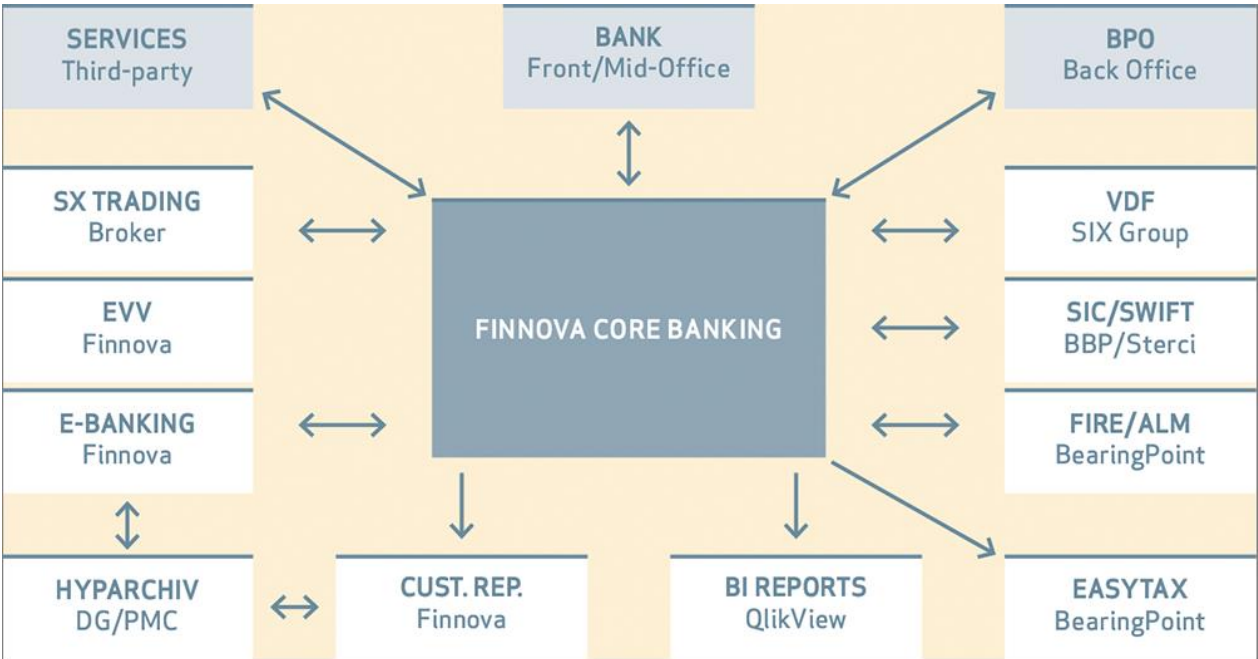 SERVICES
Third-party
BANK
Front/Mid-Office
BPO
Back Office
SX TRADING
Broker
VDF
SIX Group
EVV
Finnova
FINNOVA CORE BANKING
SIC/SWIFT
BBP/Sterci
E-BANKING
Finnova
FIRE/ALM
BearingPoint
HYPARCHIV
DG/PMC
CUST. REP.
Finnova
BI REPORTS
QlikView
EASYTAX
BearingPoint